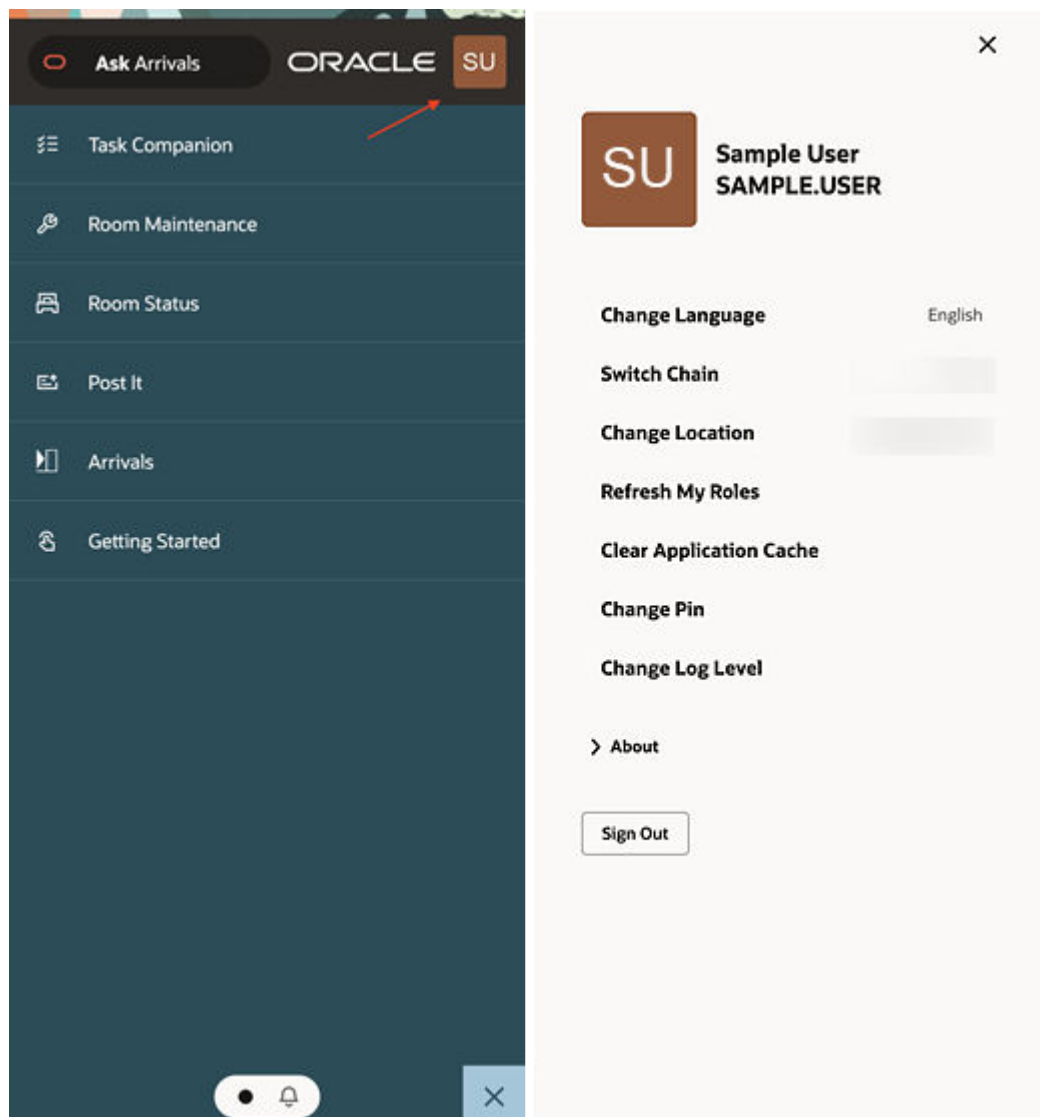 Ask Arrivals
ORACLE
SU
Task Companion
Room Maintenance
Room Status
Post It
Arrivals
Getting Started
SU
Sample User
SAMPLE.USER
Change Language
English
Switch Chain
Change Location
Refresh My Roles
Clear Application Cache
Change Pin
Change Log Level
About
Sign Out